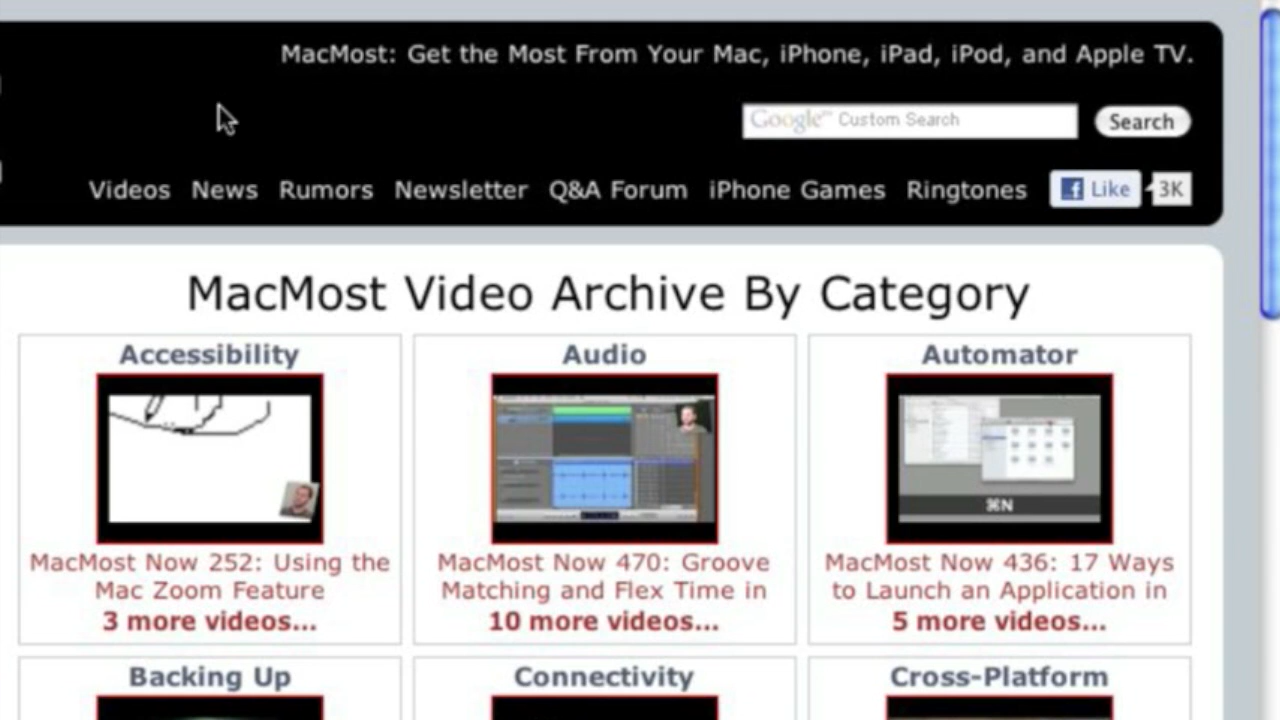 MacMost: Get the Most From Your Mac, iPhone, iPad, iPod, and Apple TV.
Google™ Custom Search Search
Videos News Rumors Newsletter Q&A Forum iPhone Games Ringtones Like 3K
MacMost Video Archive By Category
Accessibility Audio Automator
⌘N
MacMost Now 252: Using the MacMost Now 470: Groove MacMost Now 436: 17 Ways
Mac Zoom Feature Matching and Flex Time in to Launch an Application in
3 more videos... 10 more videos... 5 more videos...
Backing Up Connectivity Cross-Platform